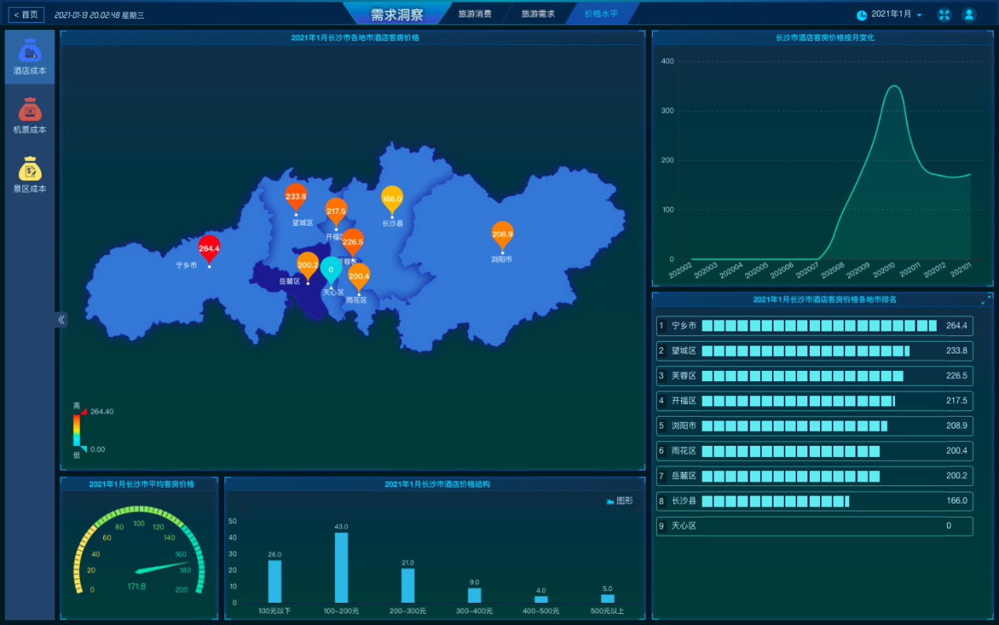 < 首页
2021-01-13 20:02:48 星期三
需求洞察
旅游消费
旅游需求
价格水平
2021年1月
酒店成本
机票成本
景区成本
2021年1月长沙市各地市酒店客房价格
233.8
望城区
217.5
开福区
166.0
长沙县
226.5
芙蓉区
208.9
浏阳市
264.4
宁乡市
200.2
岳麓区
0
天心区
200.4
雨花区
高
264.40
0.00
低
长沙市酒店客房价格按月变化
400
300
200
100
0
202002
202003
202004
202005
202006
202007
202008
202009
202010
202011
202012
202101
2021年1月长沙市酒店客房价格各地市排名
1 宁乡市 264.4
2 望城区 233.8
3 芙蓉区 226.5
4 开福区 217.5
5 浏阳市 208.9
6 雨花区 200.4
7 岳麓区 200.2
8 长沙县 166.0
9 天心区 0
2021年1月长沙市平均客房价格
0
20
40
60
80
100
120
140
160
180
200
171.8
2021年1月长沙市酒店价格结构
图形
50
40
30
20
10
0
26.0
43.0
21.0
9.0
4.0
5.0
100元以下
100-200元
200-300元
300-400元
400-500元
500元以上